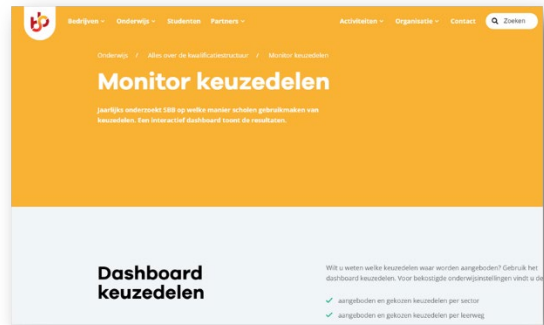 Bedrijven Onderwijs Studenten Partners Activiteiten Organisatie Contact Zoeken
Onderwijs / Alles over de kwalificatiestructuur / Monitor keuzedelen
Monitor keuzedelen
Jaarlijks onderzoekt SBB op welke manier scholen gebruikmaken van
keuzedelen. Een interactief dashboard toont de resultaten.
Dashboard
keuzedelen
Wilt u weten welke keuzedelen waar worden aangeboden? Gebruik het
dashboard keuzedelen. Voor bekostigde onderwijsinstellingen vindt u de
aangeboden en gekozen keuzedelen per sector
aangeboden en gekozen keuzedelen per leerweg